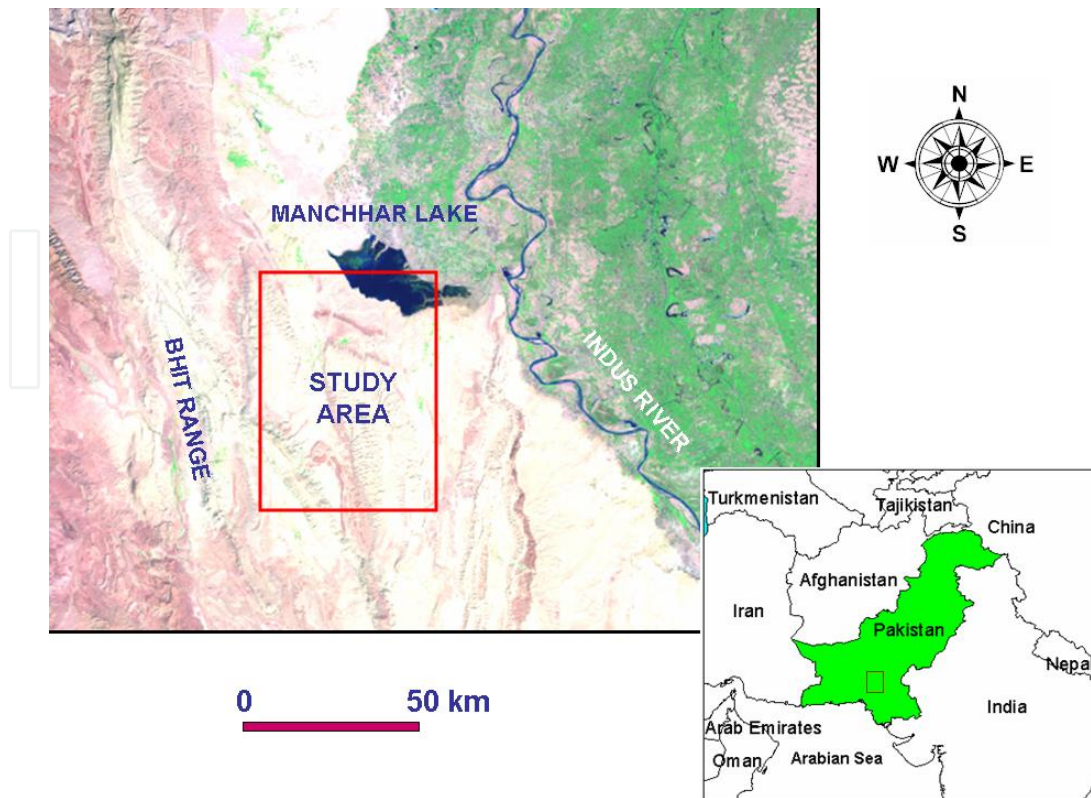 N
W
E
S
MANCHHAR LAKE
BHIT RANGE
STUDY
AREA
INDUS RIVER
0 50 km
Turkmenistan
Tajikistan
China
Afghanistan
Iran
Pakistan
Nepa
India
Arab Emirates
Oman
Arabian Sea